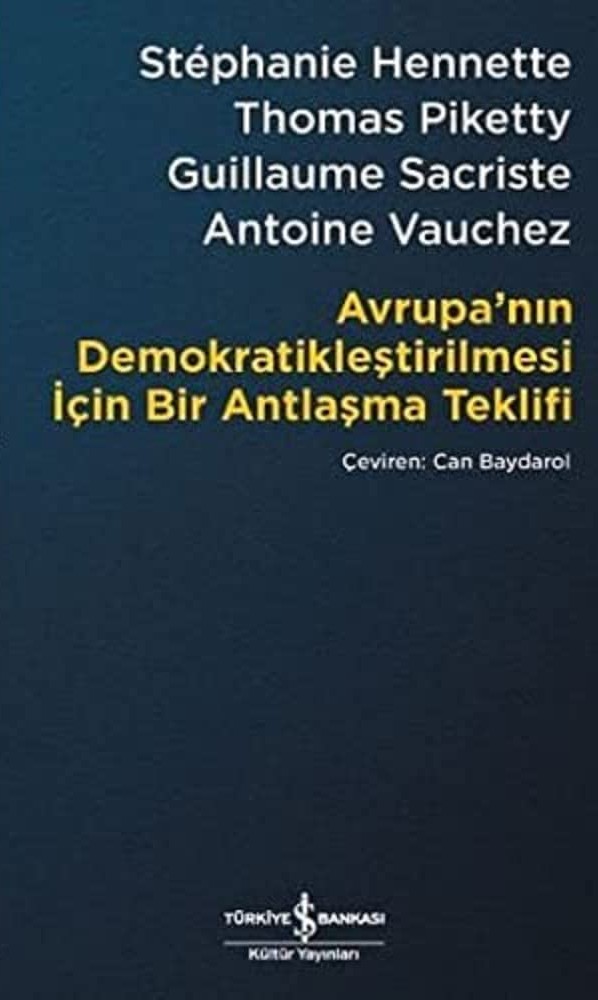 Stéphanie Hennette
Thomas Piketty
Guillaume Sacriste
Antoine Vauchez
Avrupa’nın
Demokratikleştirilmesi
İçin Bir Antlaşma Teklifi
Çeviren: Can Baydarol
TÜRKİYE İŞ BANKASI
Kültür Yayınları